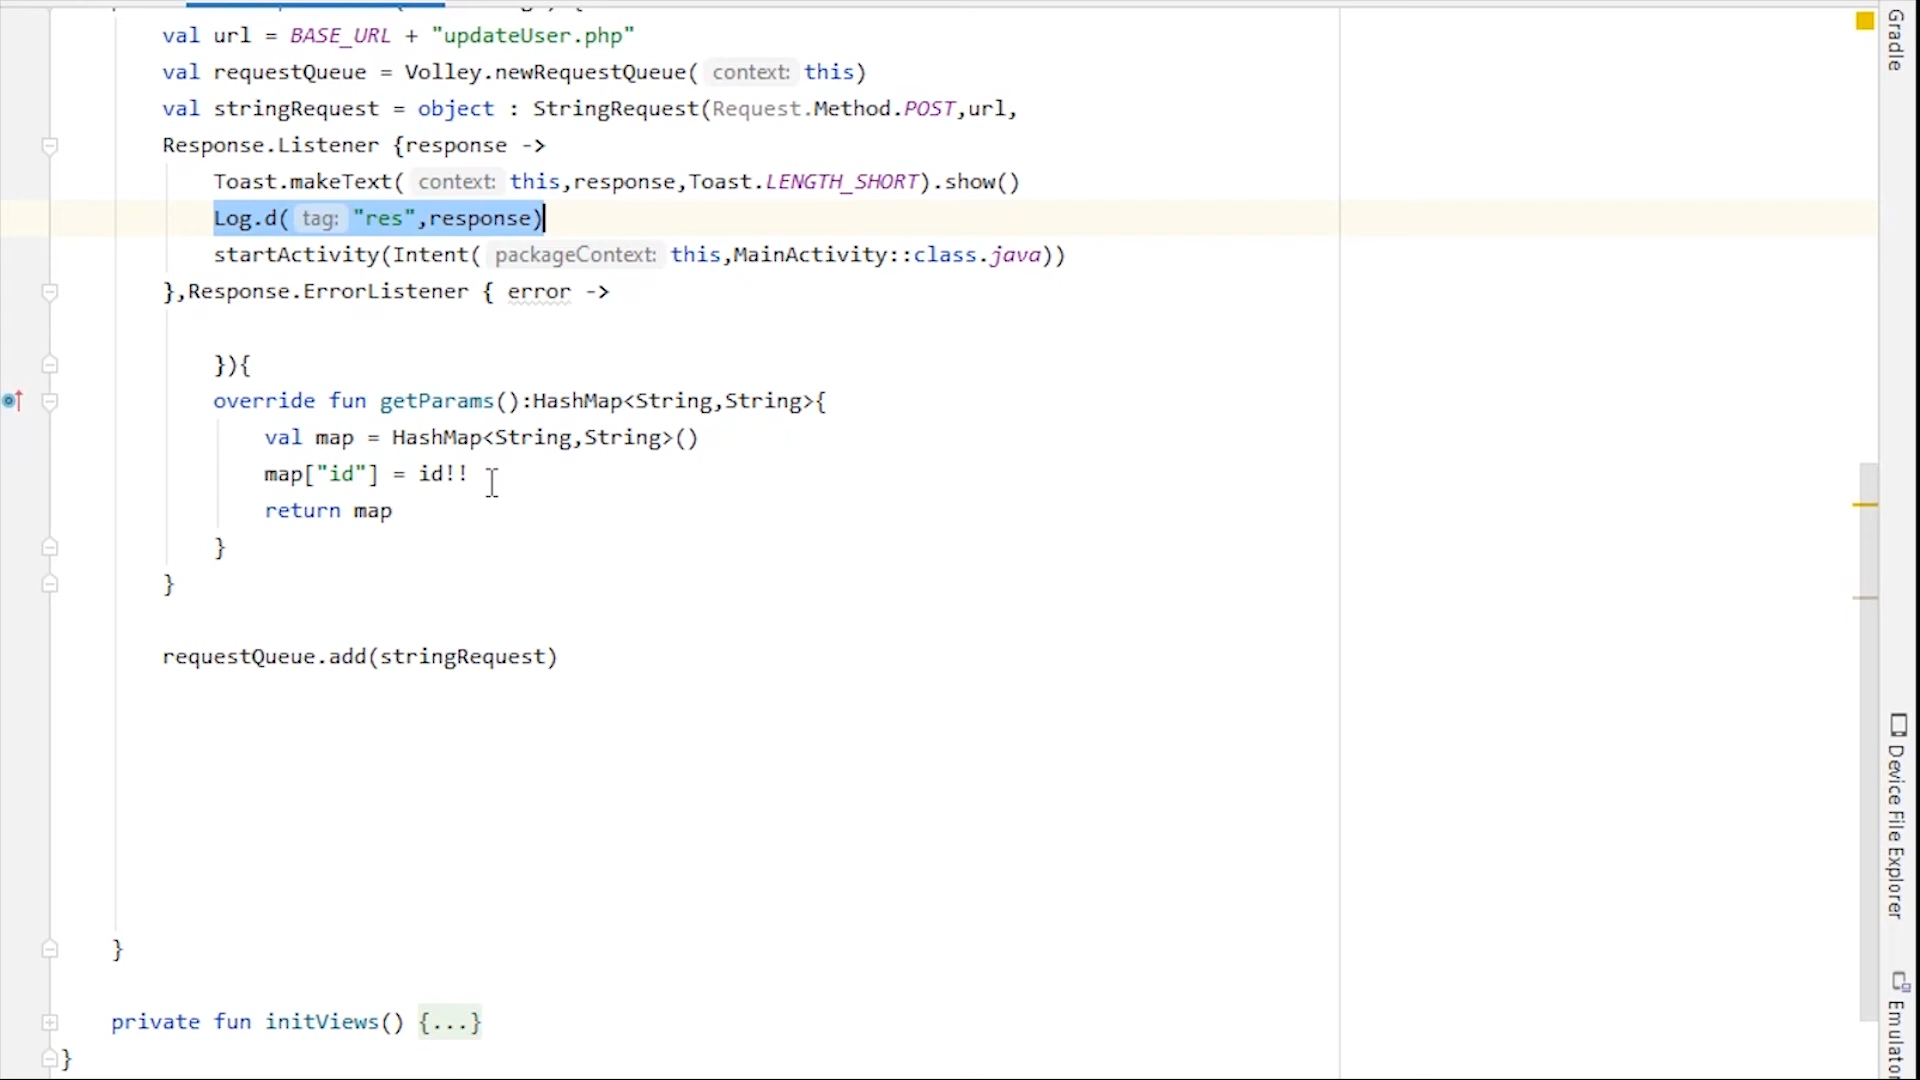 val url = BASE_URL + "updateUser.php"
val requestQueue = Volley.newRequestQueue( context: this)
val stringRequest = object : StringRequest(Request.Method.POST,url,
Response.Listener {response ->
Toast.makeText( context: this,response,Toast.LENGTH_SHORT).show()
Log.d( tag: "res",response)
startActivity(Intent( packageContext: this,MainActivity::class.java))
},Response.ErrorListener { error ->
}){
override fun getParams():HashMap<String,String>{
val map = HashMap<String,String>()
map["id"] = id!!
return map
}
}
requestQueue.add(stringRequest)
}
private fun initViews() {...}
}
Gradle
Device File Explorer
Emulator